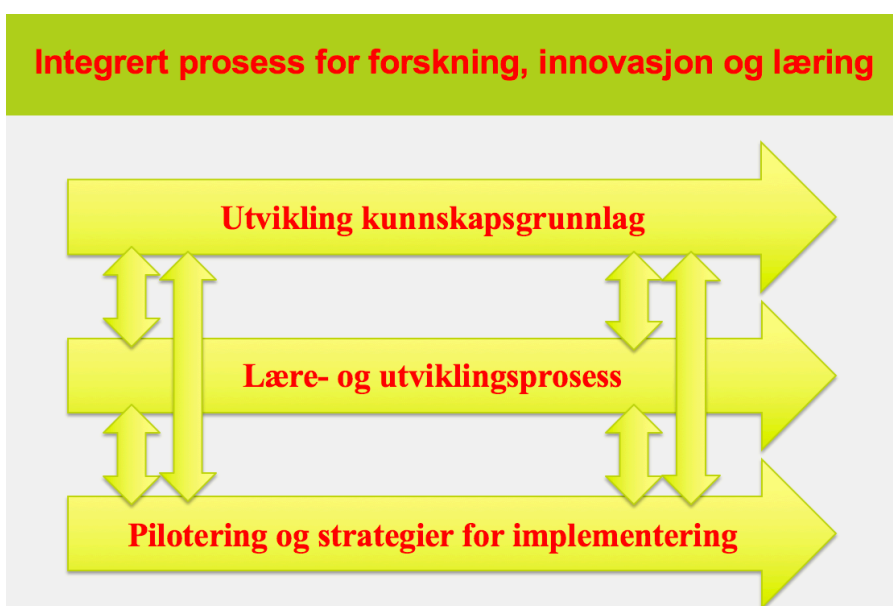 Integrert prosess for forskning, innovasjon og læring
Utvikling kunnskapsgrunnlag
Lære- og utviklingsprosess
Pilotering og strategier for implementering